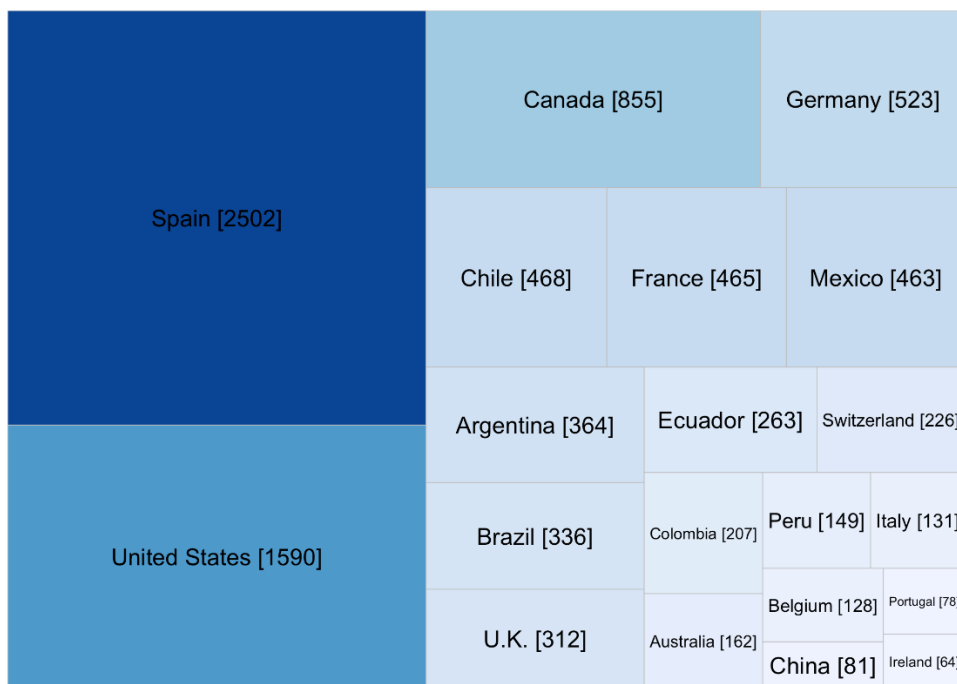 Canada [855]
Germany [523]
Spain [2502]
Chile [468]
France [465]
Mexico [463]
Argentina [364]
Ecuador [263]
Switzerland [226]
United States [1590]
Brazil [336]
Colombia [207]
Peru [149]
Italy [131]
Belgium [128]
Portugal [78]
U.K. [312]
Australia [162]
China [81]
Ireland [64]